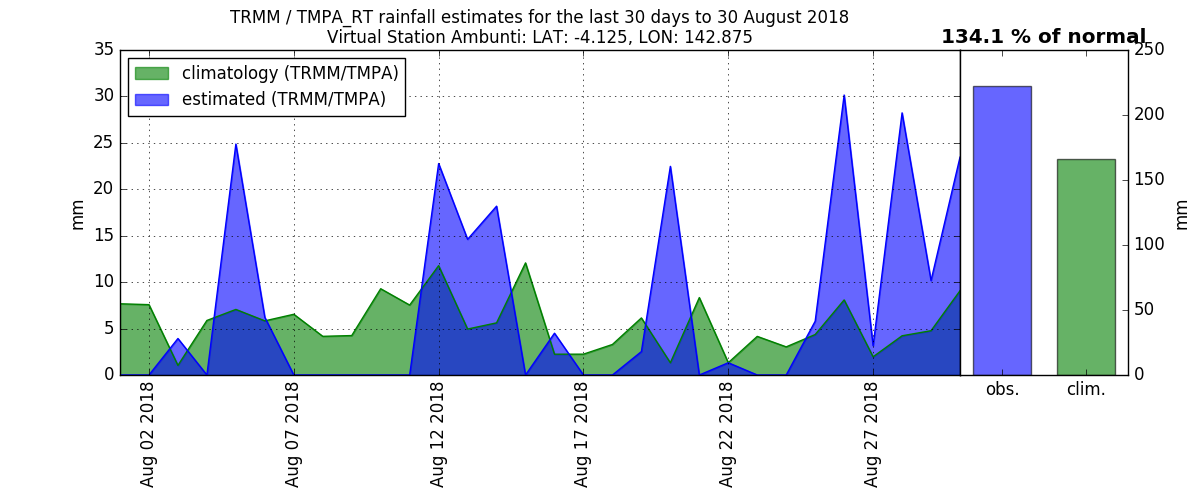 TRMM / TMPA_RT rainfall estimates for the last 30 days to 30 August 2018
Virtual Station Ambunti: LAT: -4.125, LON: 142.875
134.1 % of normal
climatology (TRMM/TMPA)
estimated (TRMM/TMPA)
35
30
25
20
15
10
5
0
mm
Aug 02 2018
Aug 07 2018
Aug 12 2018
Aug 17 2018
Aug 22 2018
Aug 27 2018
250
200
150
100
50
0
mm
obs.
clim.